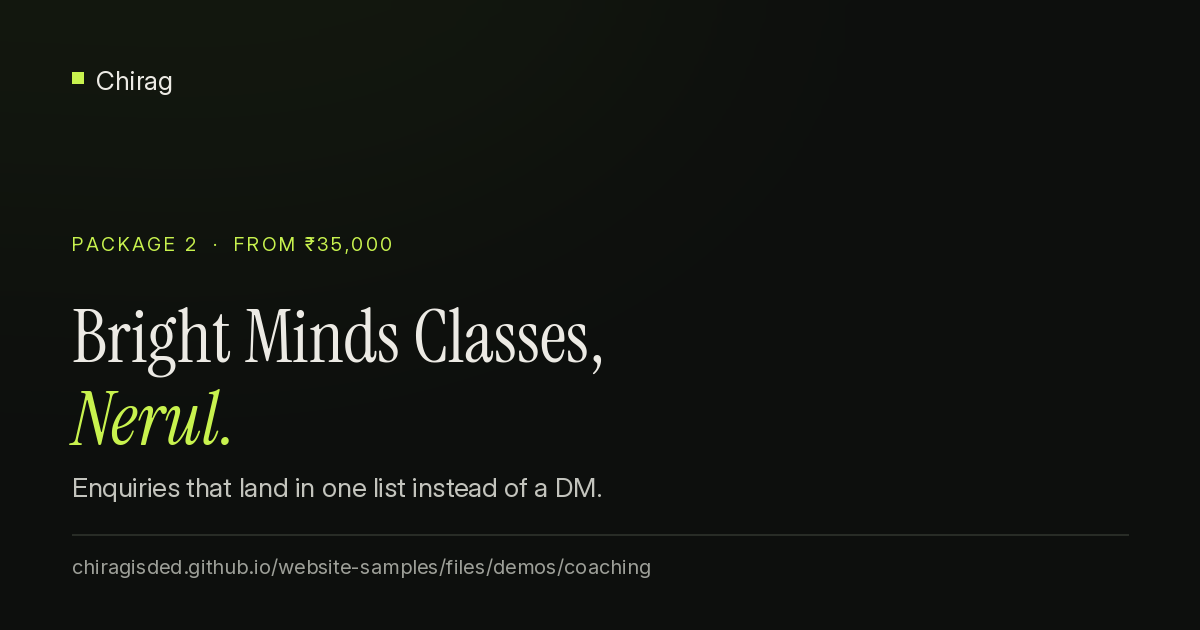 Chirag
PACKAGE 2 · FROM ₹35,000
Bright Minds Classes,
Nerul.
Enquiries that land in one list instead of a DM.
chiragisded.github.io/website-samples/files/demos/coaching